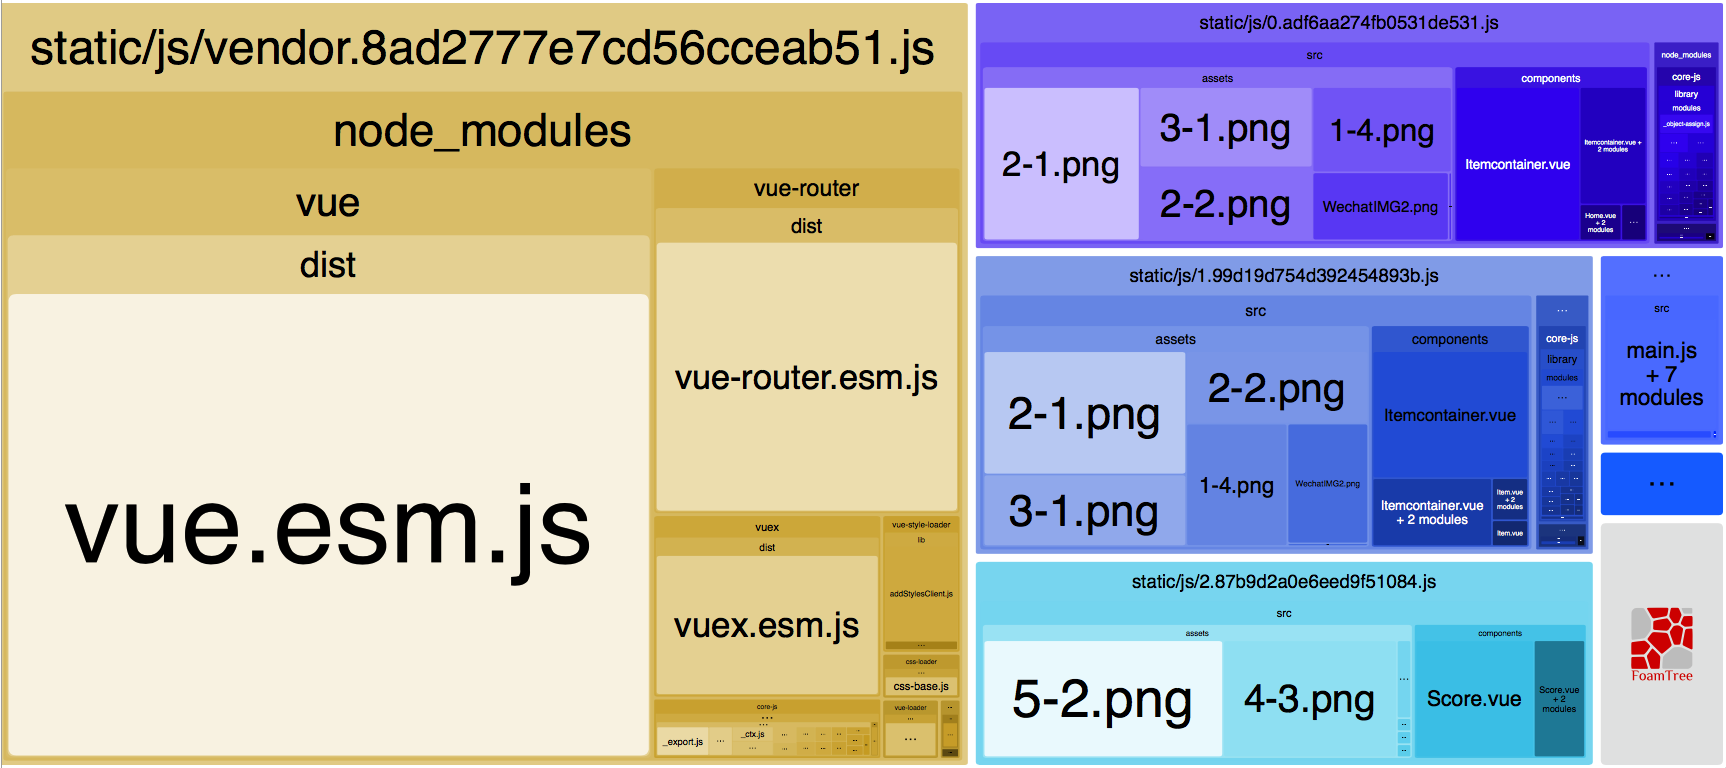 static/js/vendor.8ad2777e7cd56cceab51.js
node_modules
vue
dist
vue.esm.js
vue-router
dist
vue-router.esm.js
vuex
dist
vuex.esm.js
vue-style-loader
lib
addStylesClient.js
...
css-loader
...
css-base.js
core-js
...
...
_export.js
...
_ctx.js
...
vue-loader
...
...
static/js/0.adf6aa274fb0531de531.js
src
assets
2-1.png
3-1.png
2-2.png
1-4.png
WechatIMG2.png
components
Itemcontainer.vue
Itemcontainer.vue +
2 modules
Home.vue
+ 2
modules
...
node_modules
core-js
library
modules
_object-assign.js
static/js/1.99d19d754d392454893b.js
src
assets
2-1.png
3-1.png
2-2.png
1-4.png
WechatIMG2.png
components
Itemcontainer.vue
Itemcontainer.vue
+ 2 modules
Item.vue
+ 2
modules
Item.vue
...
core-js
library
modules
...
static/js/2.87b9d2a0e6eed9f51084.js
src
assets
5-2.png
4-3.png
...
components
Score.vue
Score.vue
+ 2
modules
...
src
main.js
+ 7
modules
...
FoamTree